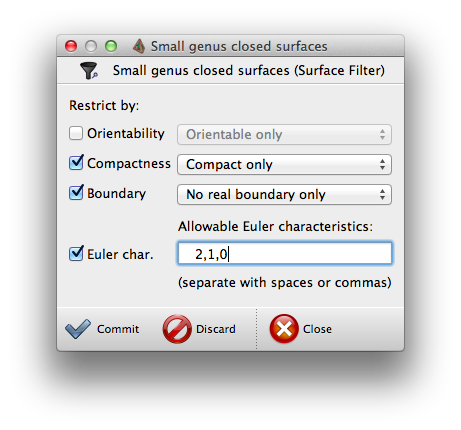 Small genus closed surfaces
Small genus closed surfaces (Surface Filter)
Restrict by:
Orientability Orientable only
Compactness Compact only
Boundary No real boundary only
Allowable Euler characteristics:
Euler char. 2,1,0
(separate with spaces or commas)
Commit Discard Close